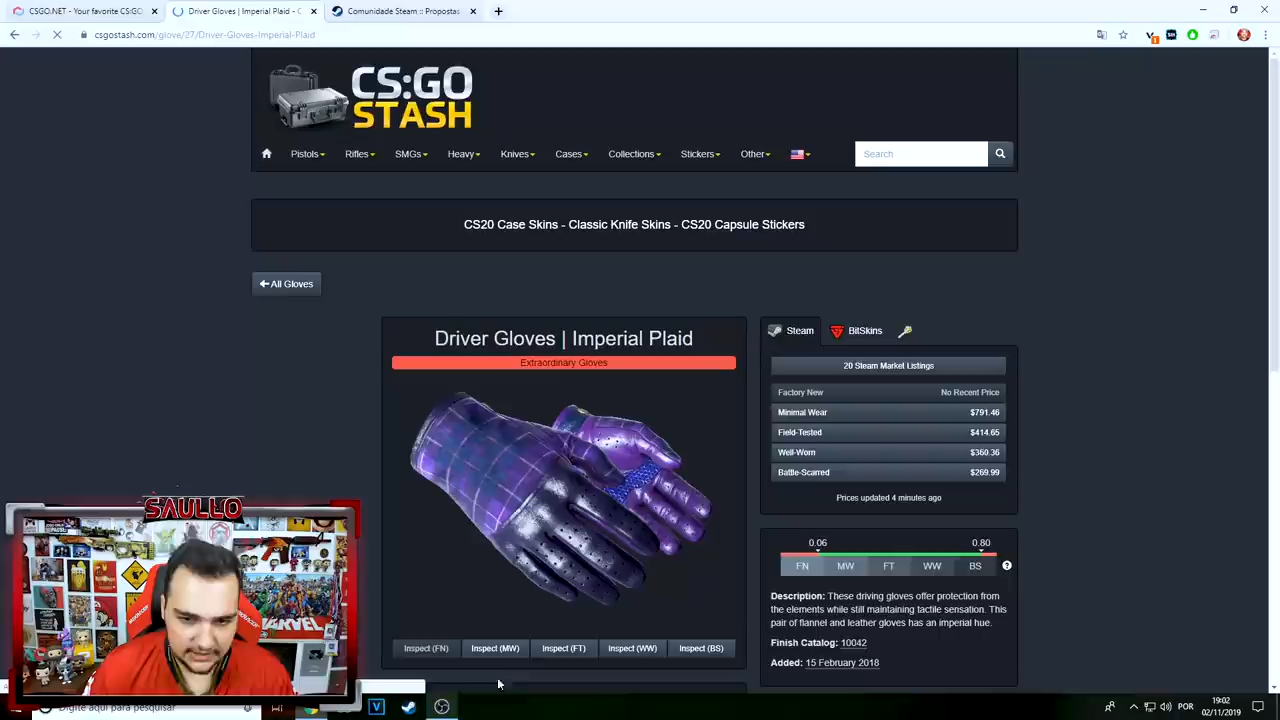 CSGO.NET - Your favorite CS:GO
Driver Gloves | Imperial Plaid - C
Comunidade Steam :: Propostas
csgostash.com/glove/27/Driver-Gloves-Imperial-Plaid
CS:GO
STASH
Pistols
Rifles
SMGs
Heavy
Knives
Cases
Collections
Stickers
Other
Search
CS20 Case Skins - Classic Knife Skins - CS20 Capsule Stickers
All Gloves
Driver Gloves | Imperial Plaid
Extraordinary Gloves
Inspect (FN)
Inspect (MW)
Inspect (FT)
Inspect (WW)
Inspect (BS)
Steam
BitSkins
20 Steam Market Listings
Factory New No Recent Price
Minimal Wear $791.46
Field-Tested $414.65
Well-Worn $360.36
Battle-Scarred $269.99
Prices updated 4 minutes ago
0.06 0.80
FN MW FT WW BS
Description: These driving gloves offer protection from
the elements while still maintaining tactile sensation. This
pair of flannel and leather gloves has an imperial hue.
Finish Catalog: 10042
Added: 15 February 2018
SAULLO
MARVEL
Digite aqui para pesquisar
POR
19:02
02/11/2019